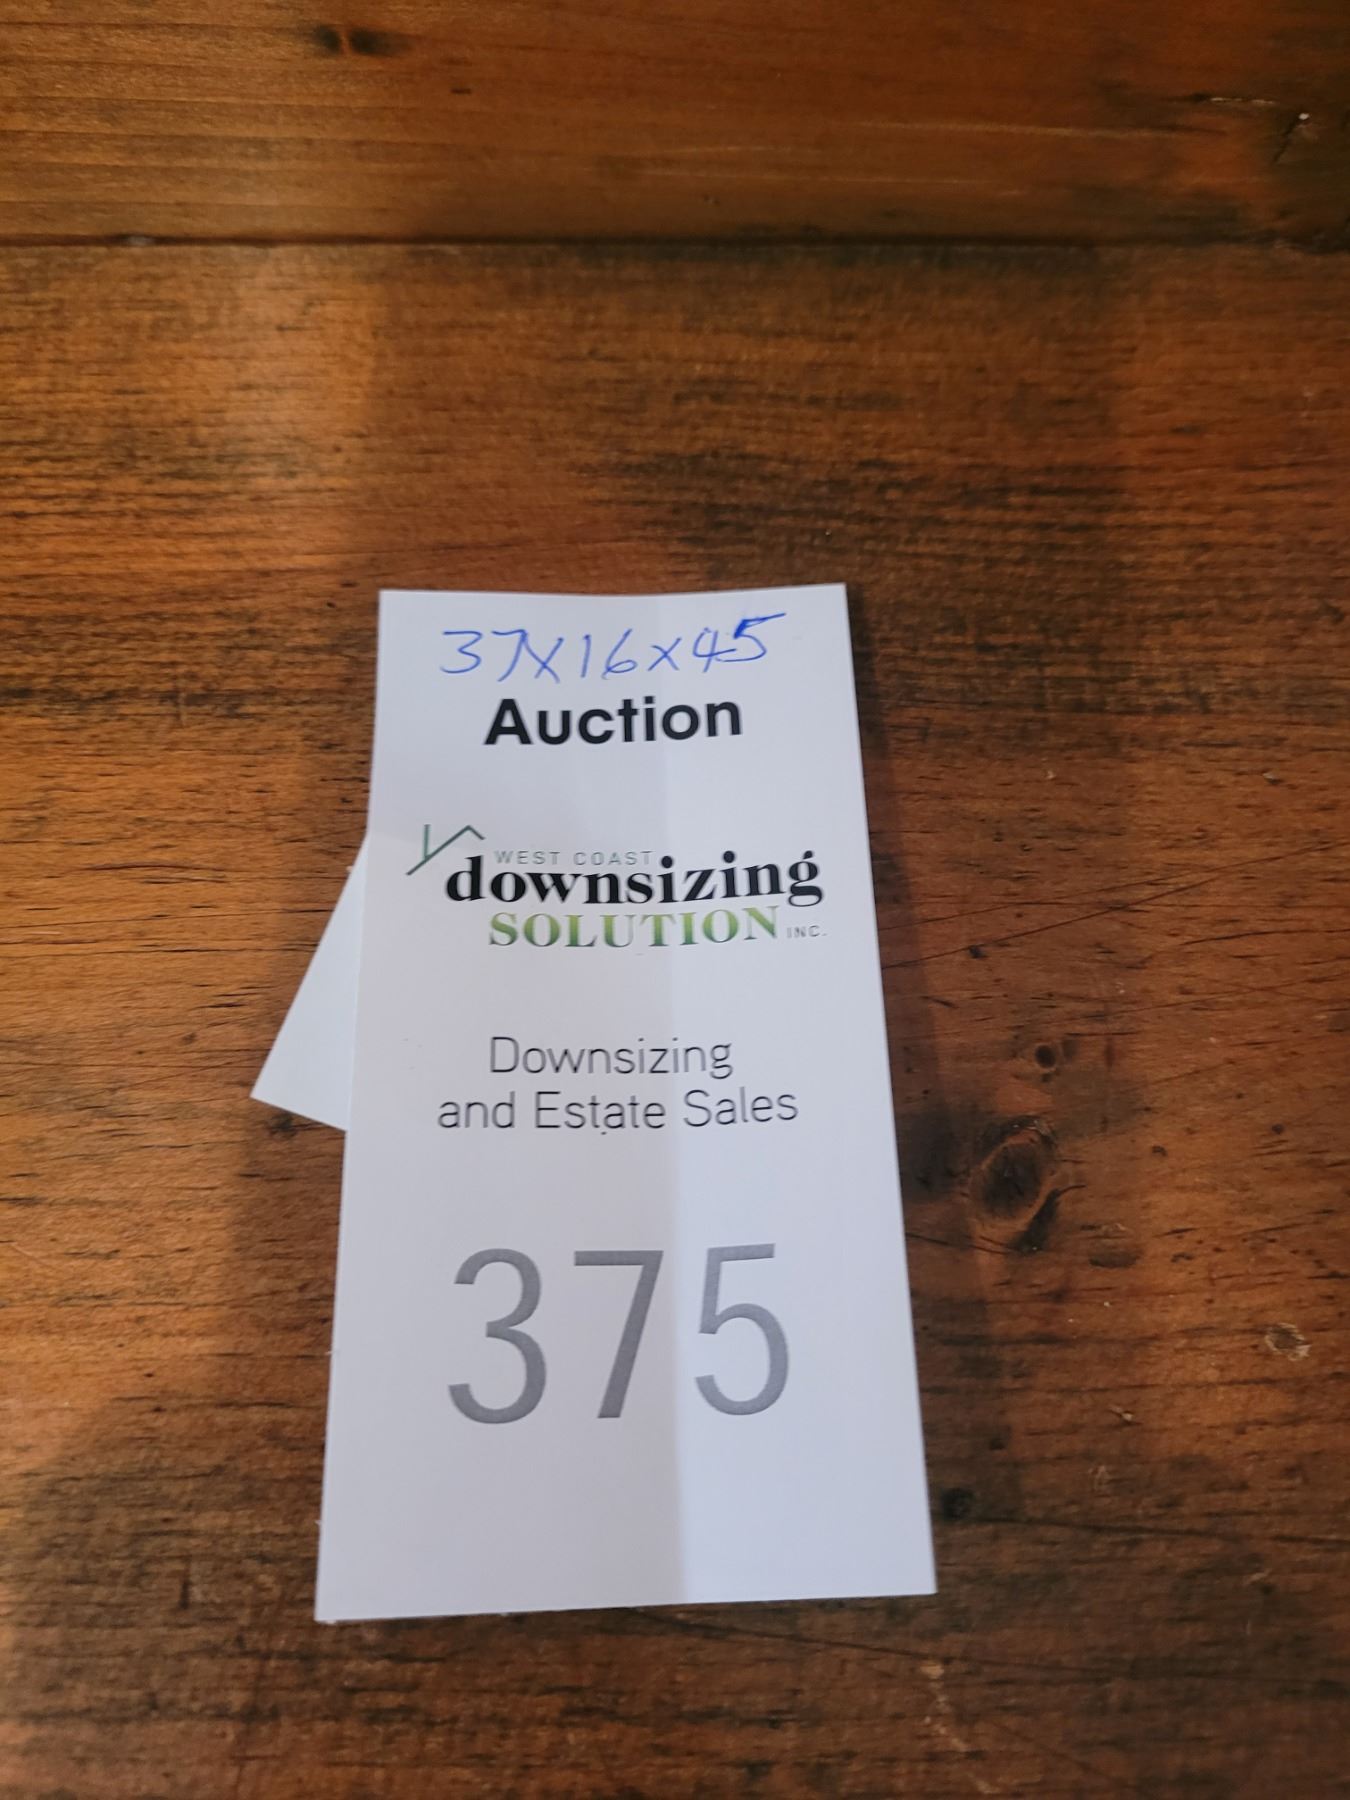 37x16x45
Auction
WEST COAST
downsizing
SOLUTION INC.
Downsizing
and Estate Sales
375